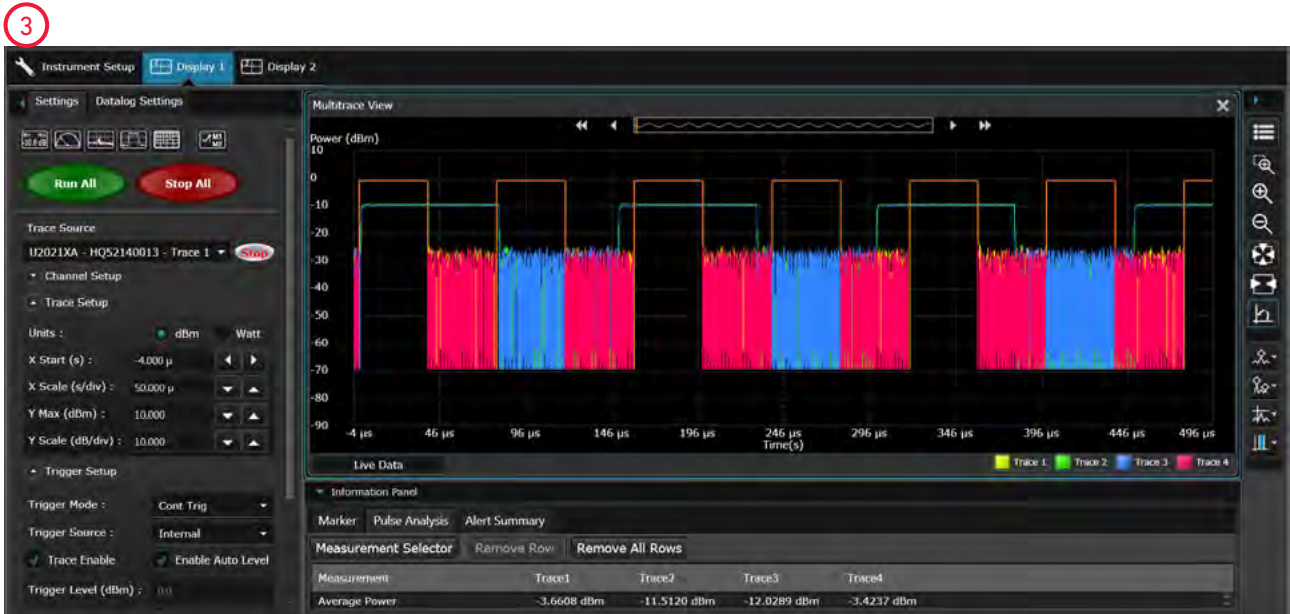 3
Instrument Setup Display 1 Display 2
Settings Datalog Settings
Run All Stop All
Trace Source
U2021XA - HQ52140013 - Trace 1 Stop
Channel Setup
Trace Setup
Units : dBm Watt
X Start (s) : -4.000 µ
X Scale (s/div) : 50.000 µ
Y Max (dBm) : 10.000
Y Scale (dB/div) : 10.000
Trigger Setup
Trigger Mode : Cont Trig
Trigger Source : Internal
Trace Enable Enable Auto Level
Trigger Level (dBm) : 0.0
Multitrace View
Power (dBm)
10
0
-10
-20
-30
-40
-50
-60
-70
-80
-90
-4 µs 46 µs 96 µs 146 µs 196 µs 246 µs 296 µs 346 µs 396 µs 446 µs 496 µs
Time(s)
Live Data Trace 1 Trace 2 Trace 3 Trace 4
Information Panel
Marker Pulse Analysis Alert Summary
Measurement Selector Remove Row Remove All Rows
Measurement Trace1 Trace2 Trace3 Trace4
Average Power -3.6608 dBm -11.5120 dBm -12.0289 dBm -3.4237 dBm